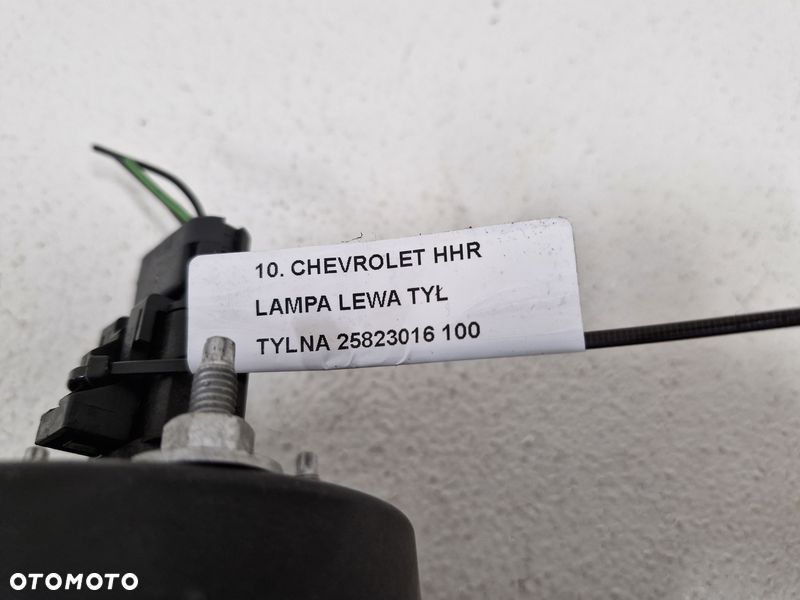 10. CHEVROLET HHR
LAMPA LEWA TYŁ
TYLNA 25823016 100
OTOMOTO